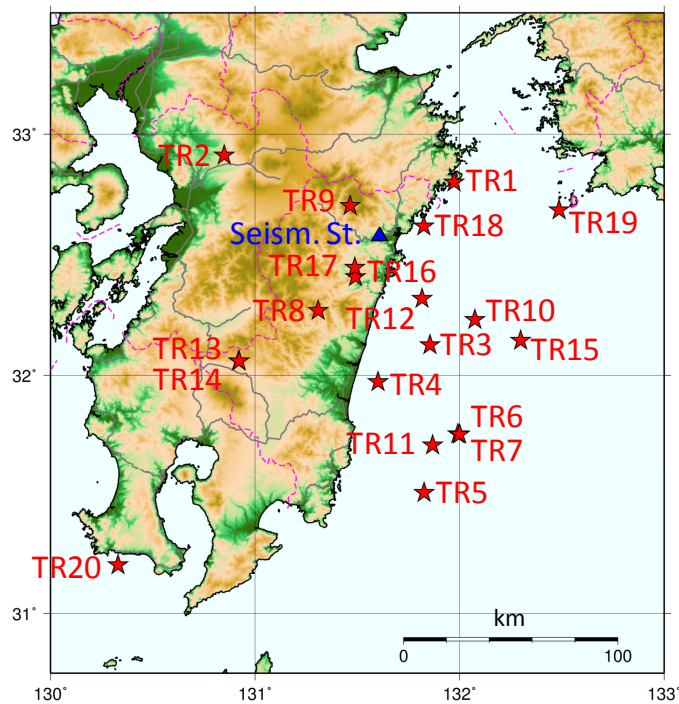 33°
32°
31°
TR2
TR1
TR9
TR18
TR19
Seism. St.
TR17
TR16
TR8
TR12
TR10
TR3
TR15
TR13
TR14
TR4
TR6
TR11
TR7
TR5
TR20
km
0
100
130°
131°
132°
133°